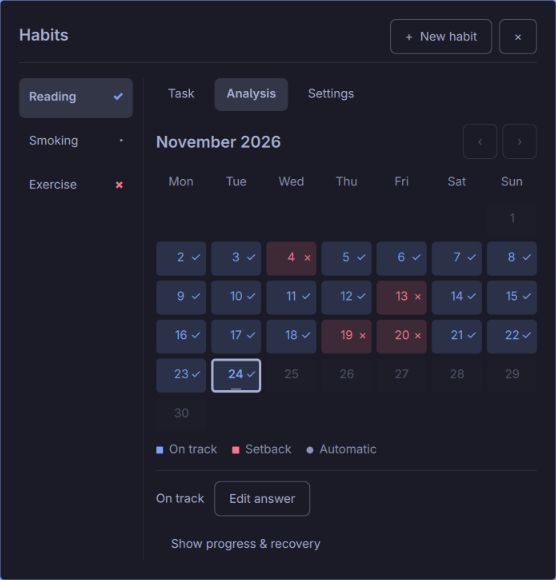 Habits
+ New habit ×
Reading ✓
Smoking •
Exercise ×
Task Analysis Settings
November 2026 ‹ ›
Mon Tue Wed Thu Fri Sat Sun
1
2 ✓ 3 ✓ 4 × 5 ✓ 6 ✓ 7 ✓ 8 ✓
9 ✓ 10 ✓ 11 ✓ 12 ✓ 13 × 14 ✓ 15 ✓
16 ✓ 17 ✓ 18 ✓ 19 × 20 × 21 ✓ 22 ✓
23 ✓ 24 ✓ 25 26 27 28 29
30
On track Setback Automatic
On track Edit answer
Show progress & recovery